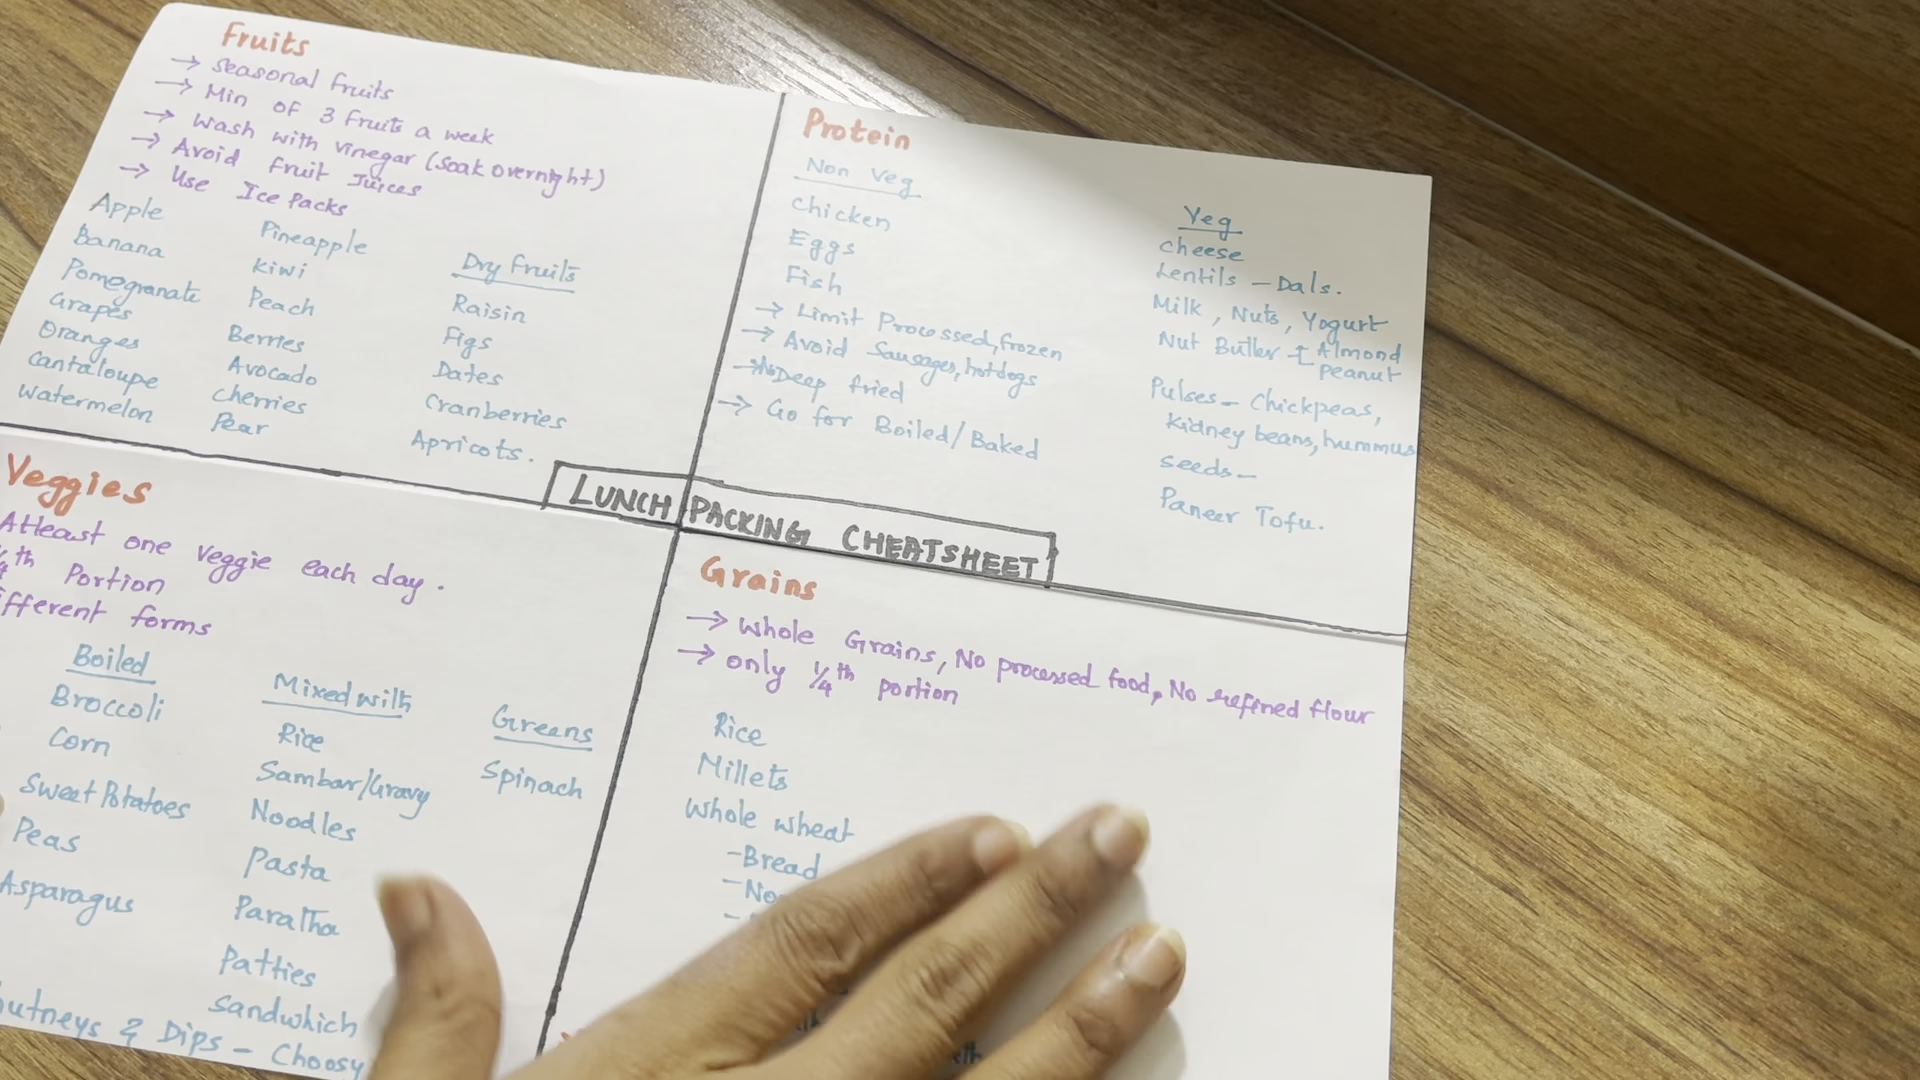 Fruits
→ Seasonal fruits
→ Min of 3 fruits a week
→ Wash with vinegar (Soak overnight)
→ Avoid fruit Juices
→ Use Ice Packs
Apple
Banana
Pomegranate
Grapes
Oranges
Cantaloupe
Watermelon
Pineapple
Kiwi
Peach
Berries
Avocado
Cherries
Pear
Dry fruits
Raisin
Figs
Dates
Cranberries
Apricots.
Protein
Non Veg
Chicken
Eggs
Fish
→ Limit Processed, frozen
→ Avoid Sausages, hotdogs
→ No Deep fried
→ Go for Boiled/Baked
Veg
Cheese
Lentils - Dals.
Milk, Nuts, Yogurt
Nut Butter - [Almond
peanut
Pulses - Chickpeas,
Kidney beans, hummus
Seeds -
Paneer Tofu.
LUNCH PACKING CHEATSHEET
Veggies
Atleast one veggie each day.
th Portion
ifferent forms
Boiled
Broccoli
Corn
Sweet Potatoes
Peas
Asparagus
Mixed with
Rice
Sambar/Gravy
Noodles
Pasta
Paratha
Patties
Sandwhich
Greens
Spinach
hutneys & Dips - Choosy
Grains
→ Whole Grains, No processed food, No refined flour
→ only 1/4th portion
Rice
Millets
Whole wheat
- Bread
- No